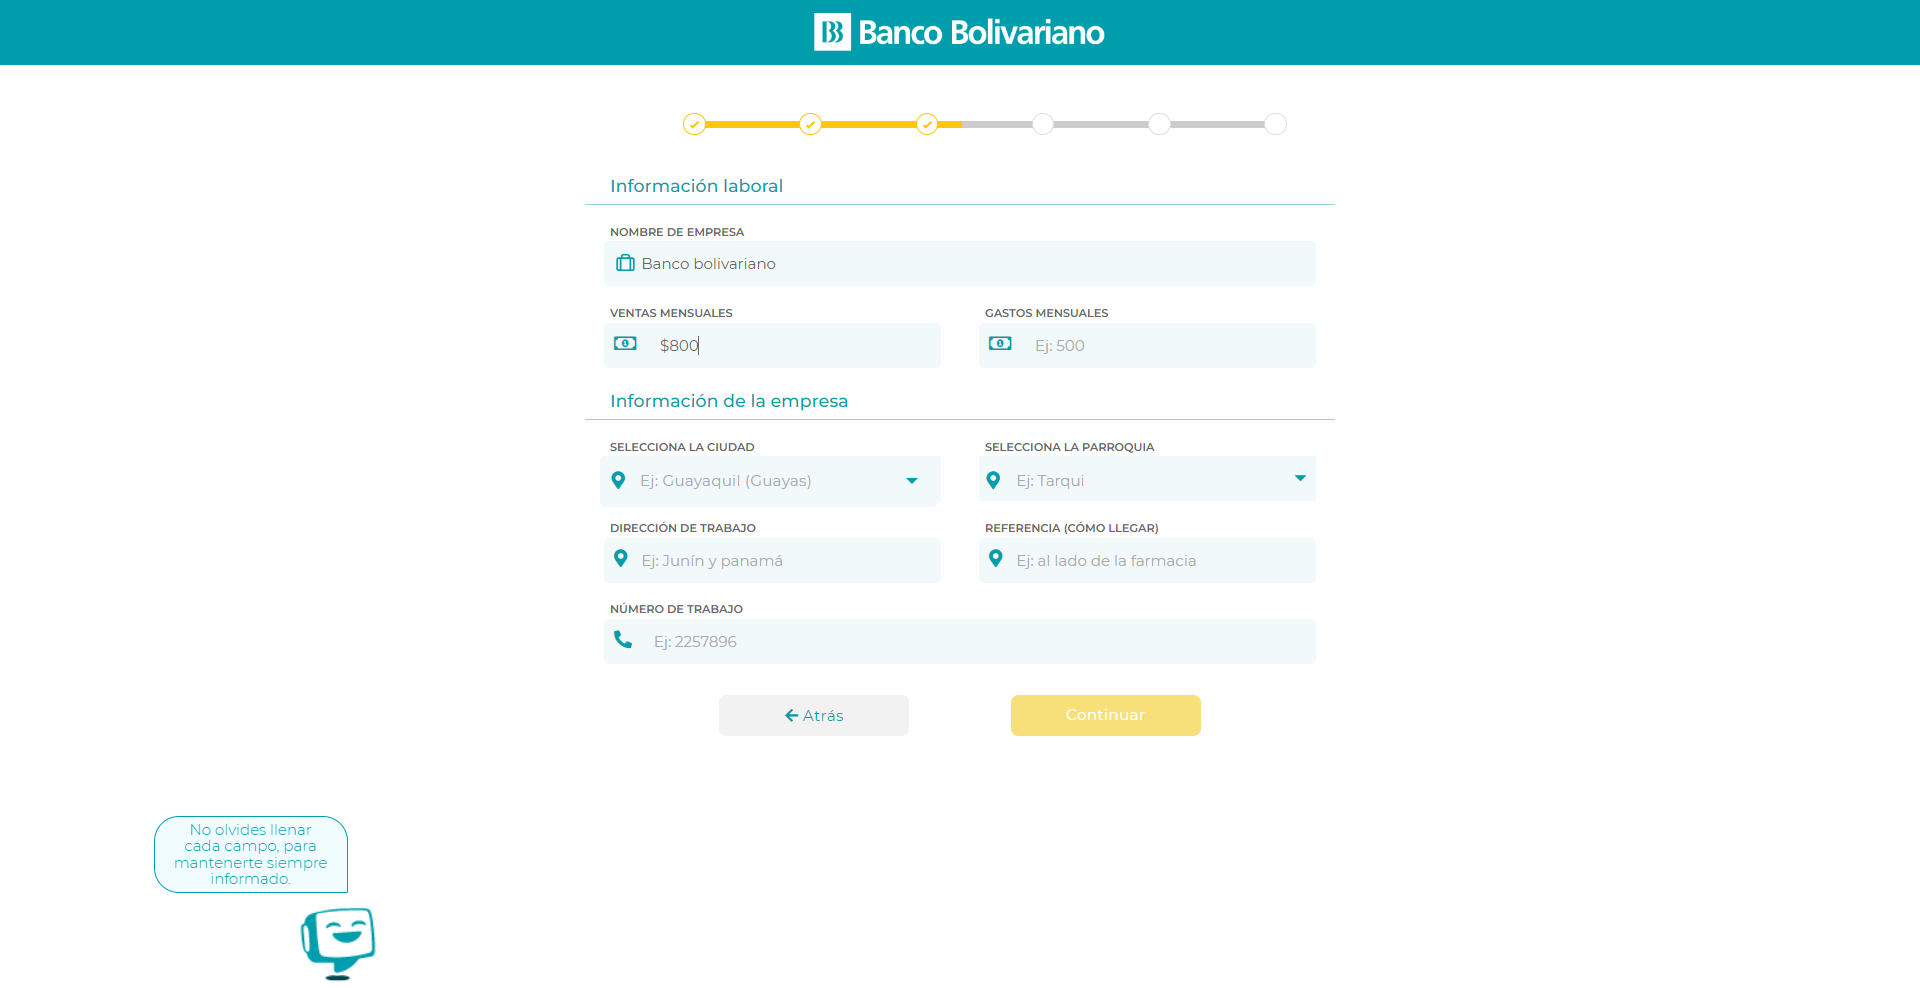 Banco Bolivariano
Información laboral
NOMBRE DE EMPRESA
Banco bolivariano
VENTAS MENSUALES
GASTOS MENSUALES
$800
Ej: 500
Información de la empresa
SELECCIONA LA CIUDAD
SELECCIONA LA PARROQUIA
Ej: Guayaquil (Guayas)
Ej: Tarqui
DIRECCIÓN DE TRABAJO
REFERENCIA (CÓMO LLEGAR)
Ej: Junín y panamá
Ej: al lado de la farmacia
NÚMERO DE TRABAJO
Ej: 2257896
Atrás
Continuar
No olvides llenar
cada campo, para
mantenerte siempre
informado.